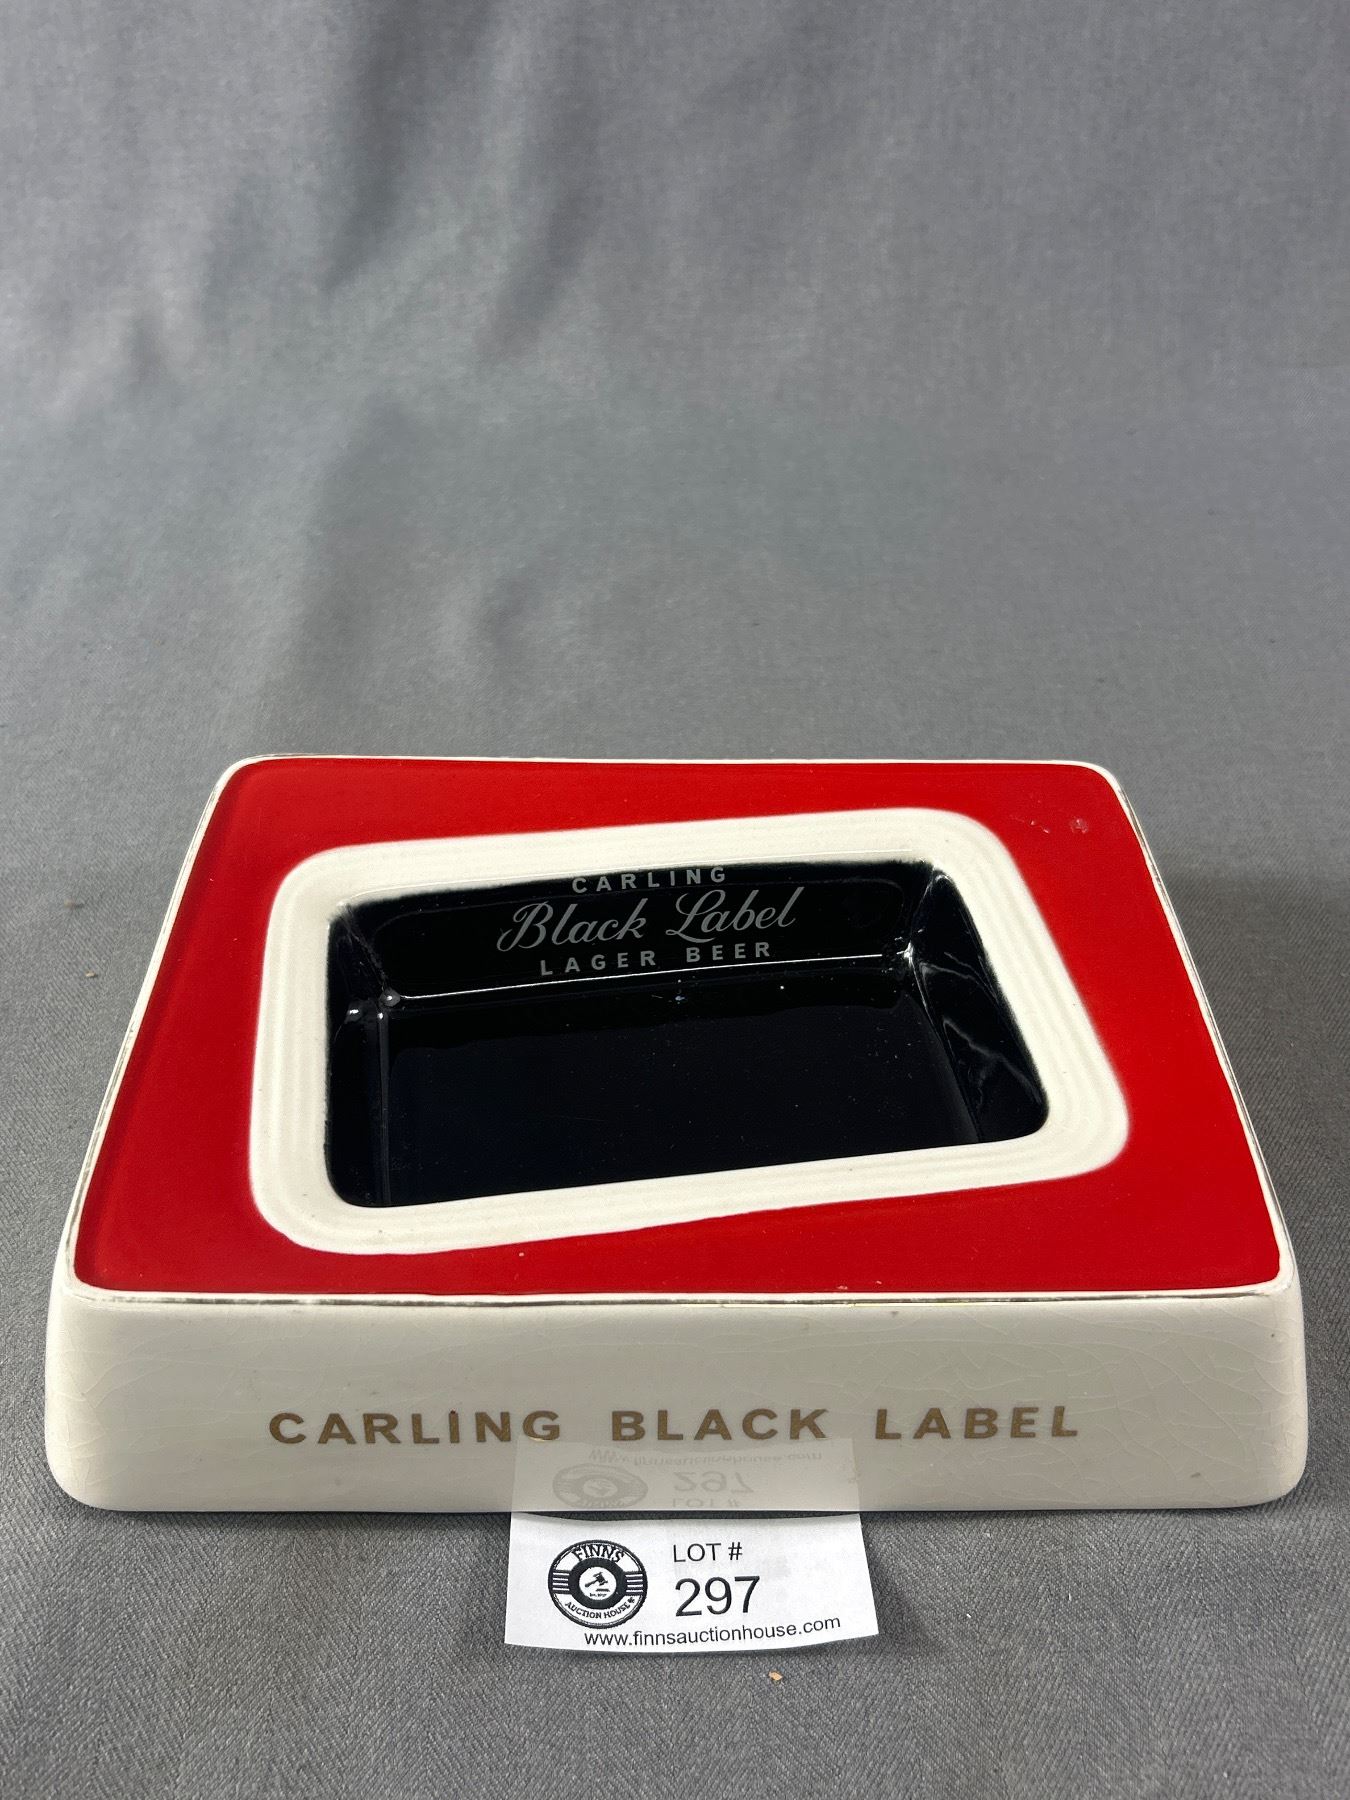 CARLING
Black Label
LAGER BEER
CARLING BLACK LABEL
FINNS
AUCTION HOUSE
LOT #
297
www.finnsauctionhouse.com